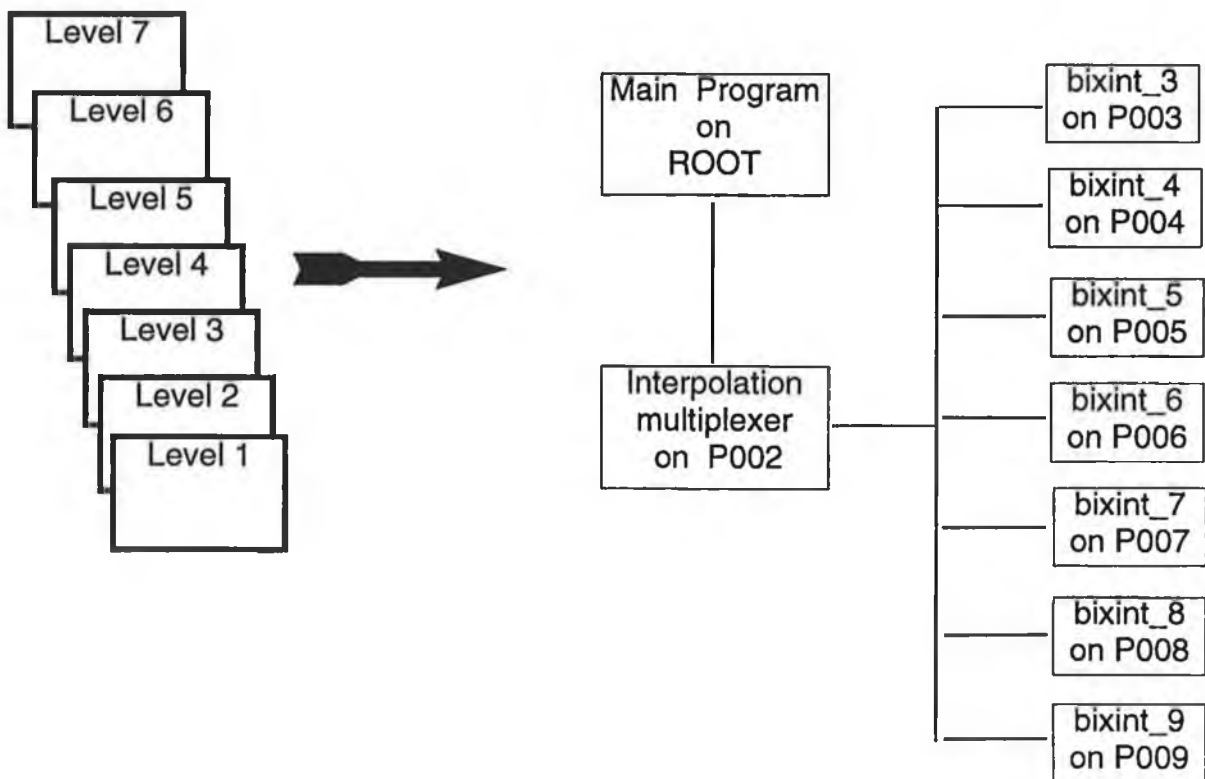 Level 7
Level 6
Level 5
Level 4
Level 3
Level 2
Level 1
Main Program
on
ROOT
Interpolation
multiplexer
on P002
bixint_3
on P003
bixint_4
on P004
bixint_5
on P005
bixint_6
on P006
bixint_7
on P007
bixint_8
on P008
bixint_9
on P009